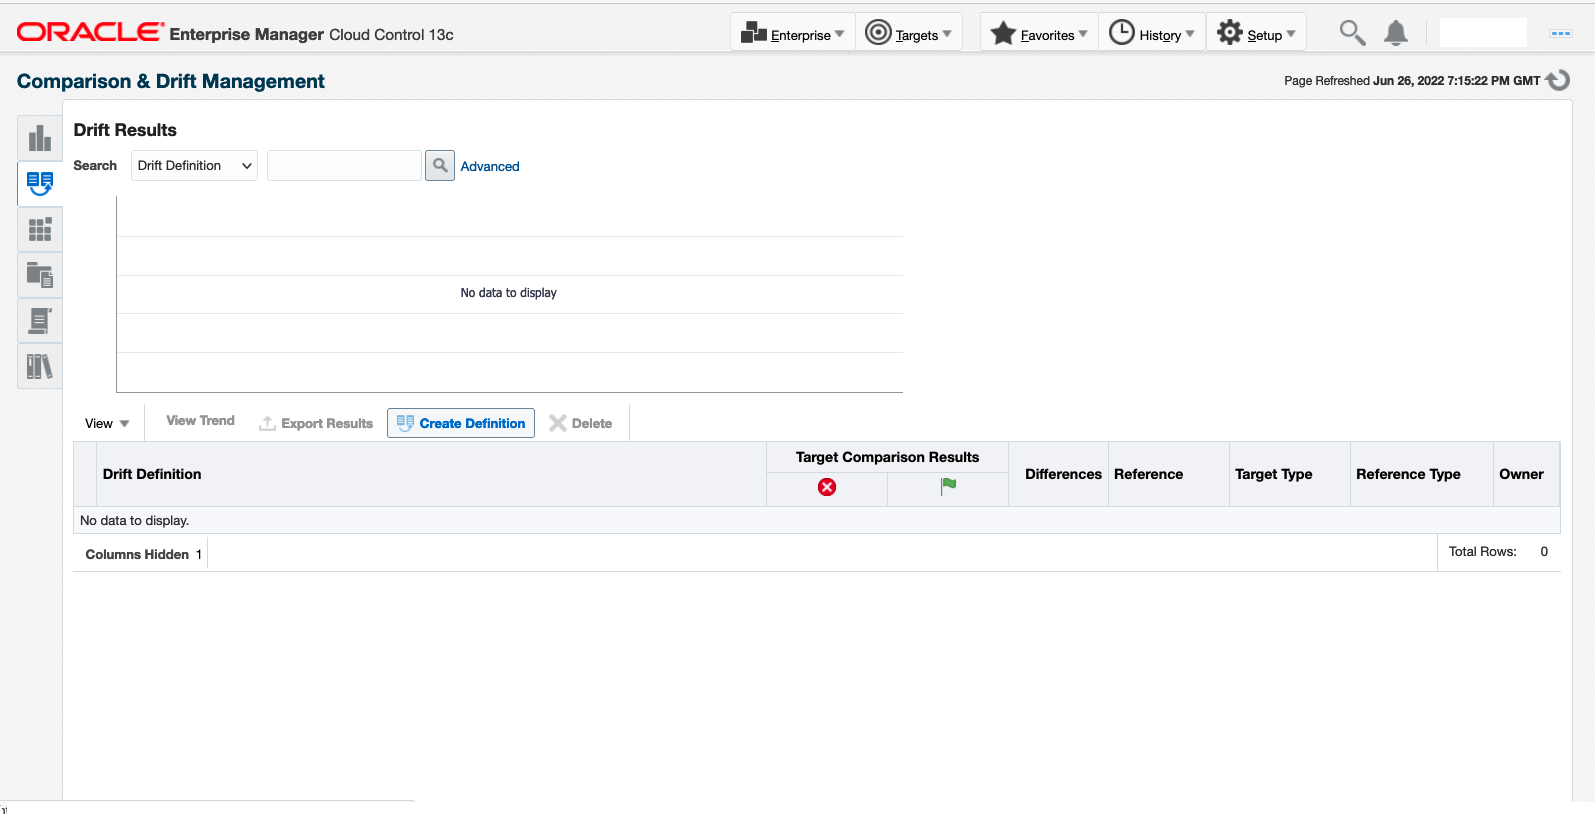 ORACLE® Enterprise Manager Cloud Control 13c
Enterprise
Targets
Favorites
History
Setup
Comparison & Drift Management
Page Refreshed Jun 26, 2022 7:15:22 PM GMT
Drift Results
Search Drift Definition Advanced
No data to display
View View Trend Export Results Create Definition Delete
Drift Definition
Target Comparison Results
Differences
Reference
Target Type
Reference Type
Owner
No data to display.
Columns Hidden 1
Total Rows: 0